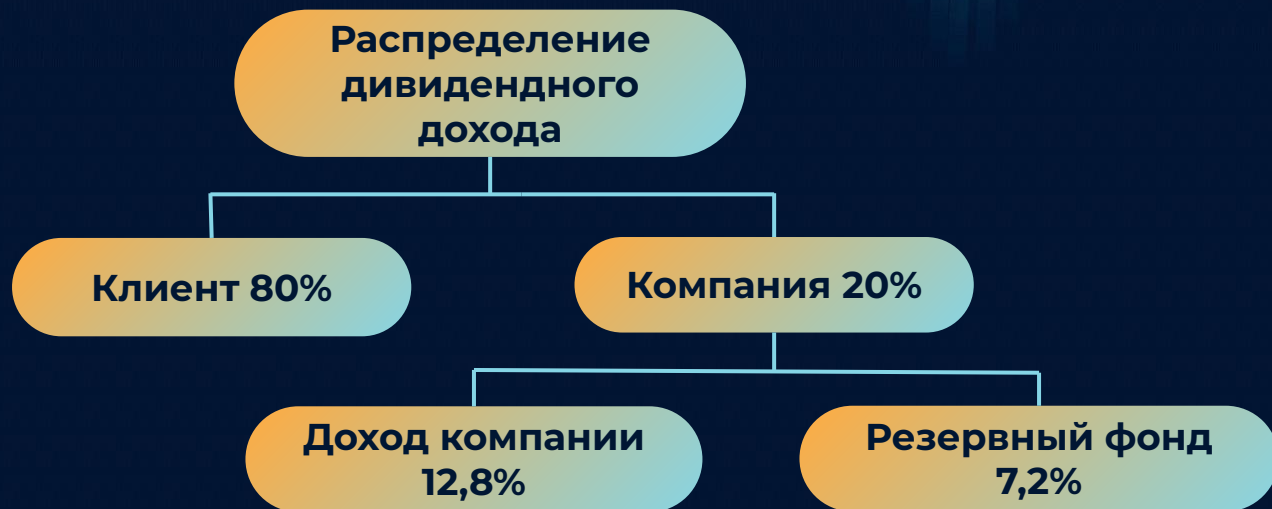 Распределение
дивидендного
дохода
Клиент 80%
Компания 20%
Доход компании
12,8%
Резервный фонд
7,2%